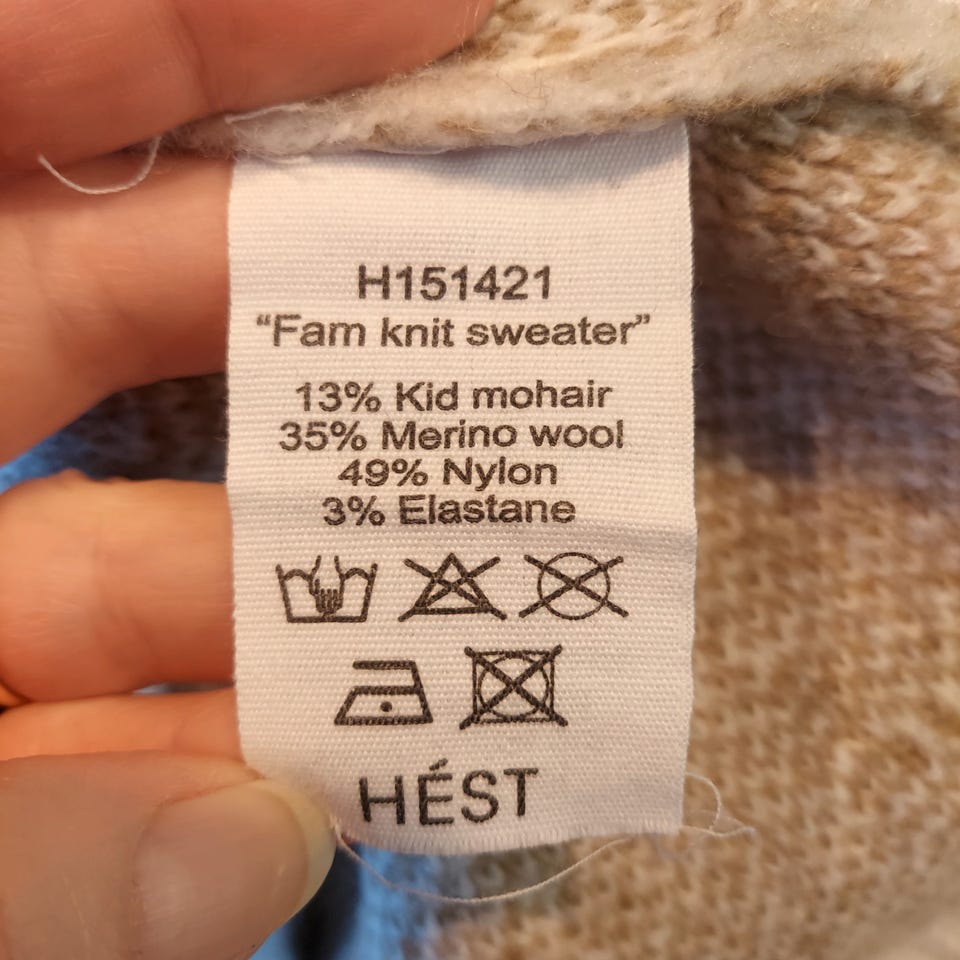 H151421
“Fam knit sweater”
13% Kid mohair
35% Merino wool
49% Nylon
3% Elastane
HÉST